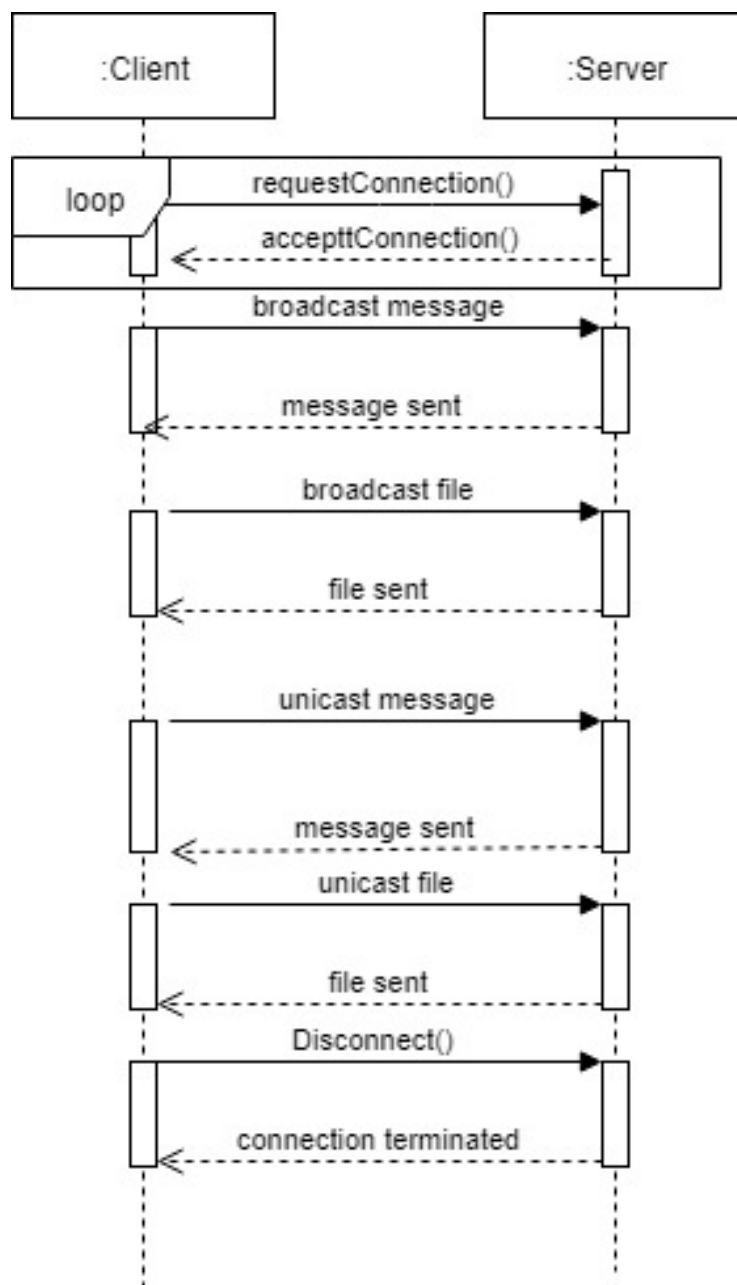 :Client
:Server
loop
requestConnection()
accepttConnection()
broadcast message
message sent
broadcast file
file sent
unicast message
message sent
unicast file
file sent
Disconnect()
connection terminated